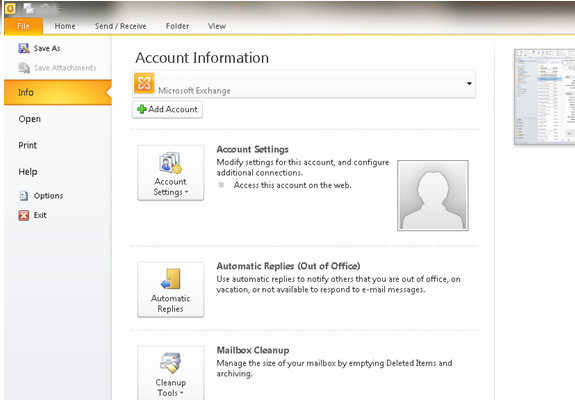 File Home Send / Receive Folder View
Save As
Save Attachments
Info
Open
Print
Help
Options
Exit
Account Information
Microsoft Exchange
Add Account
Account
Settings
Account Settings
Modify settings for this account, and configure
additional connections.
Access this account on the web.
Automatic
Replies
Automatic Replies (Out of Office)
Use automatic replies to notify others that you are out of office, on
vacation, or not available to respond to e-mail messages.
Cleanup
Tools
Mailbox Cleanup
Manage the size of your mailbox by emptying Deleted Items and
archiving.